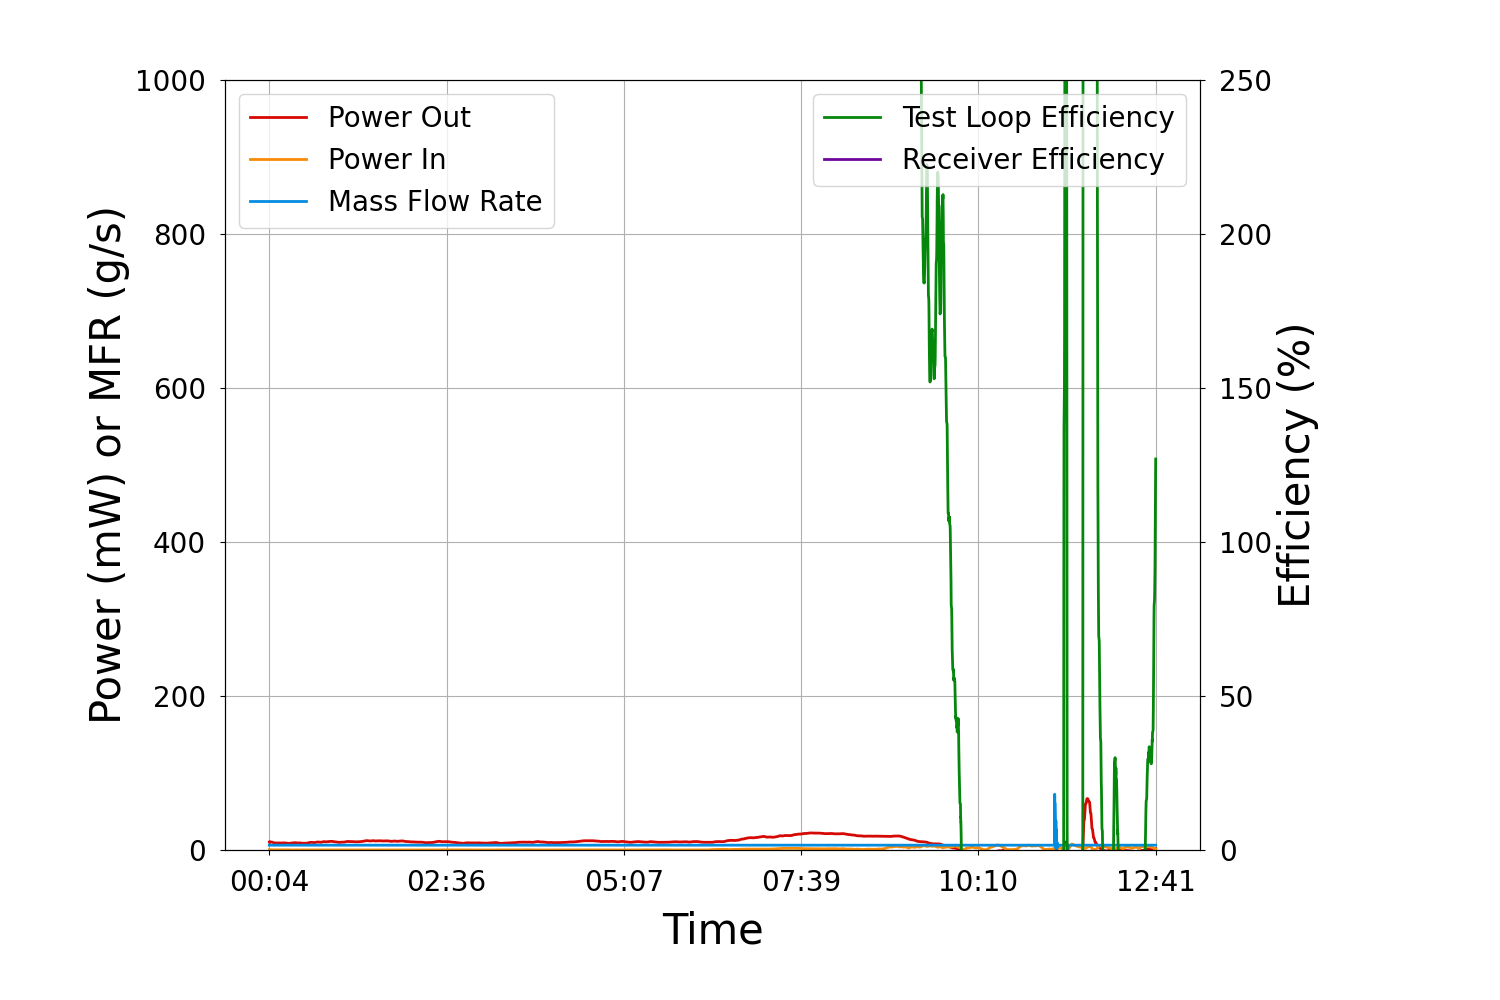 Power Out
Power In
Mass Flow Rate
Test Loop Efficiency
Receiver Efficiency
Power (mW) or MFR (g/s)
1000
800
600
400
200
0
250
200
150
100
50
0
Efficiency (%)
00:04
02:36
05:07
07:39
10:10
12:41
Time